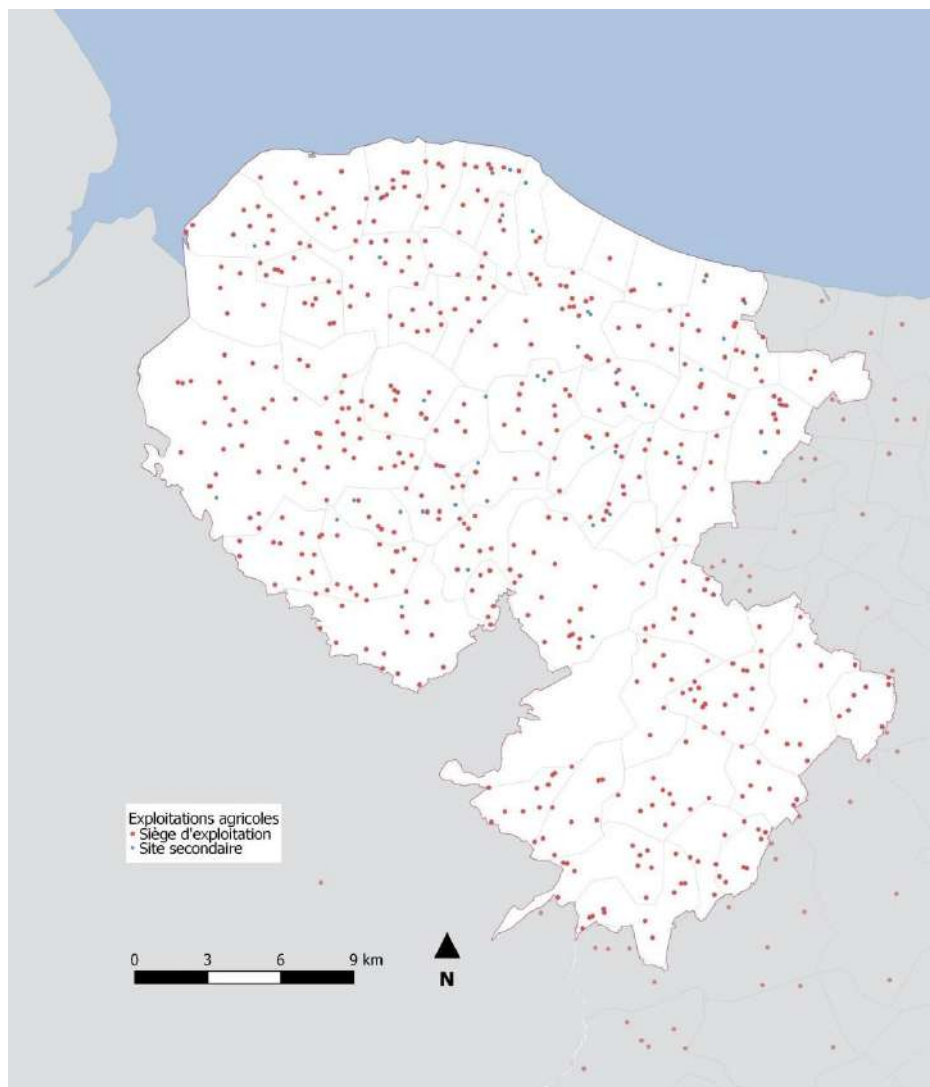 Exploitations agricoles
Siège d'exploitation
Site secondaire
0 3 6 9 km
N